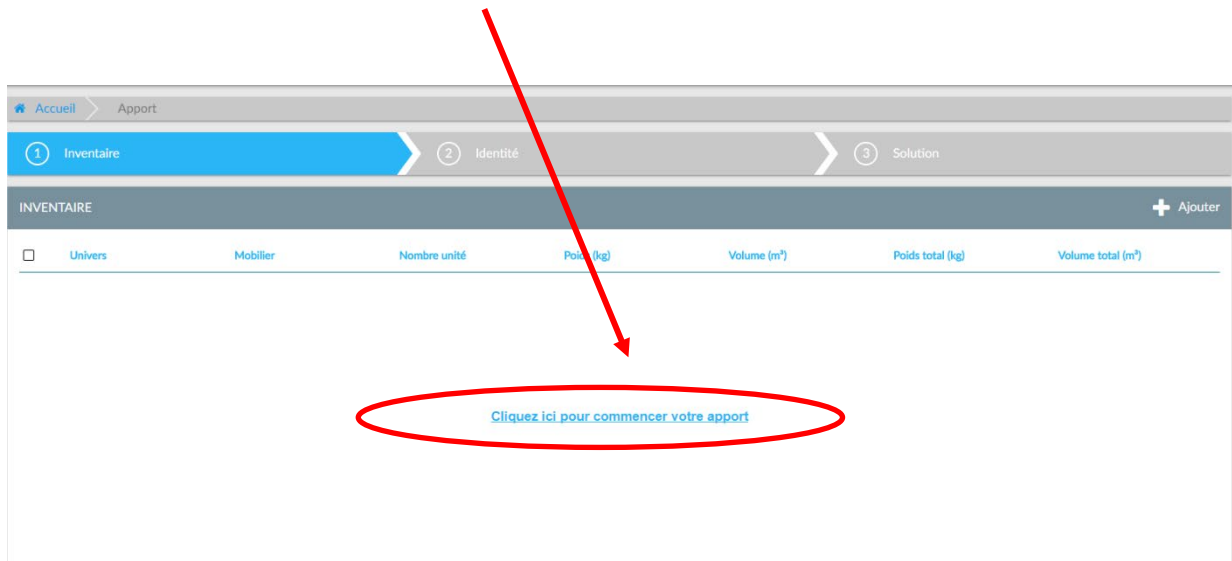 Accueil Apport
1 Inventaire 2 Identité 3 Solution
INVENTAIRE Ajouter
Univers Mobilier Nombre unité Poids (kg) Volume (m³) Poids total (kg) Volume total (m³)
Cliquez ici pour commencer votre apport